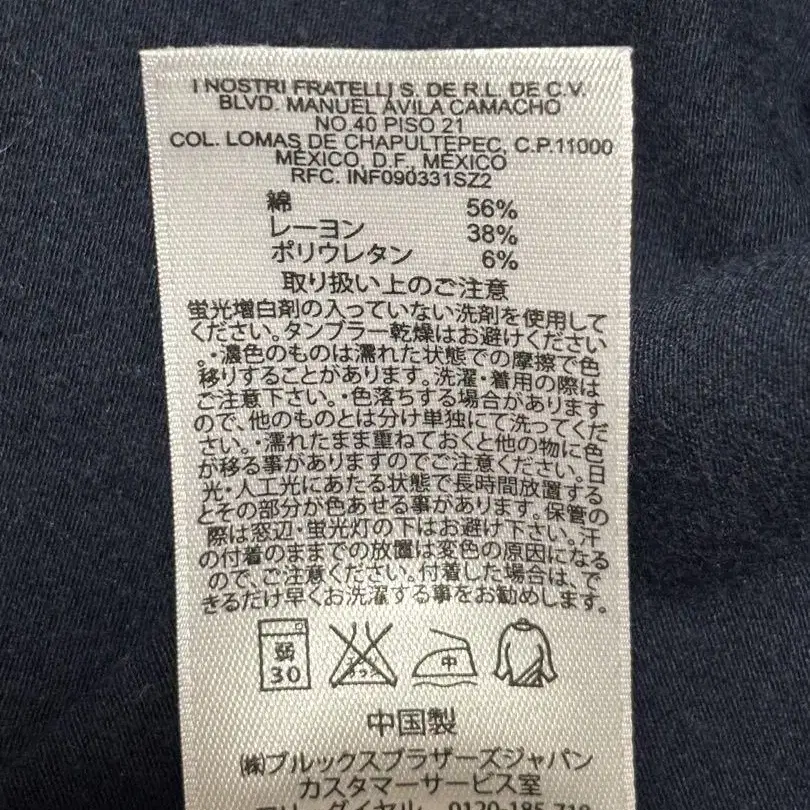 I NOSTRI FRATELLI S. DE R.L. DE C.V.
BLVD. MANUEL ÁVILA CAMACHO
NO.40 PISO 21
COL. LOMAS DE CHAPULTEPEC, C.P.11000
MÉXICO, D.F., MÉXICO
RFC. INF090331SZ2
綿 56%
レーヨン 38%
ポリウレタン 6%
取り扱い上のご注意
蛍光増白剤の入っていない洗剤を使用して
ください。タンブラー乾燥はお避けください
。・濃色のものは濡れた状態での摩擦で色
移りすることがあります。洗濯・着用の際は
ご注意下さい。・色落ちする場合があります
ので、他のものとは分け単独にて洗ってくだ
さい。・濡れたまま重ねておくと他の物に色
が移る事がありますのでご注意ください。日
光・人工光にあたる状態で長時間放置する
とその部分が色あせる事があります。保管の
際は窓辺・蛍光灯の下はお避け下さい。汗
の付着のままでの放置は変色の原因になる
ので、ご注意ください。付着した場合は、で
きるだけ早くお洗濯する事をお勧めします。
弱
30
中
中国製
㈱ブルックスブラザーズジャパン
カスタマーサービス室
フリーダイヤル 0120-185-718